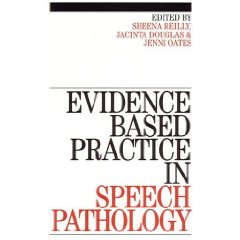 EDITED BY
SHEENA REILLY,
JACINTA DOUGLAS &
JENNI OATES
EVIDENCE
BASED
PRACTICE
IN
SPEECH
PATHOLOGY